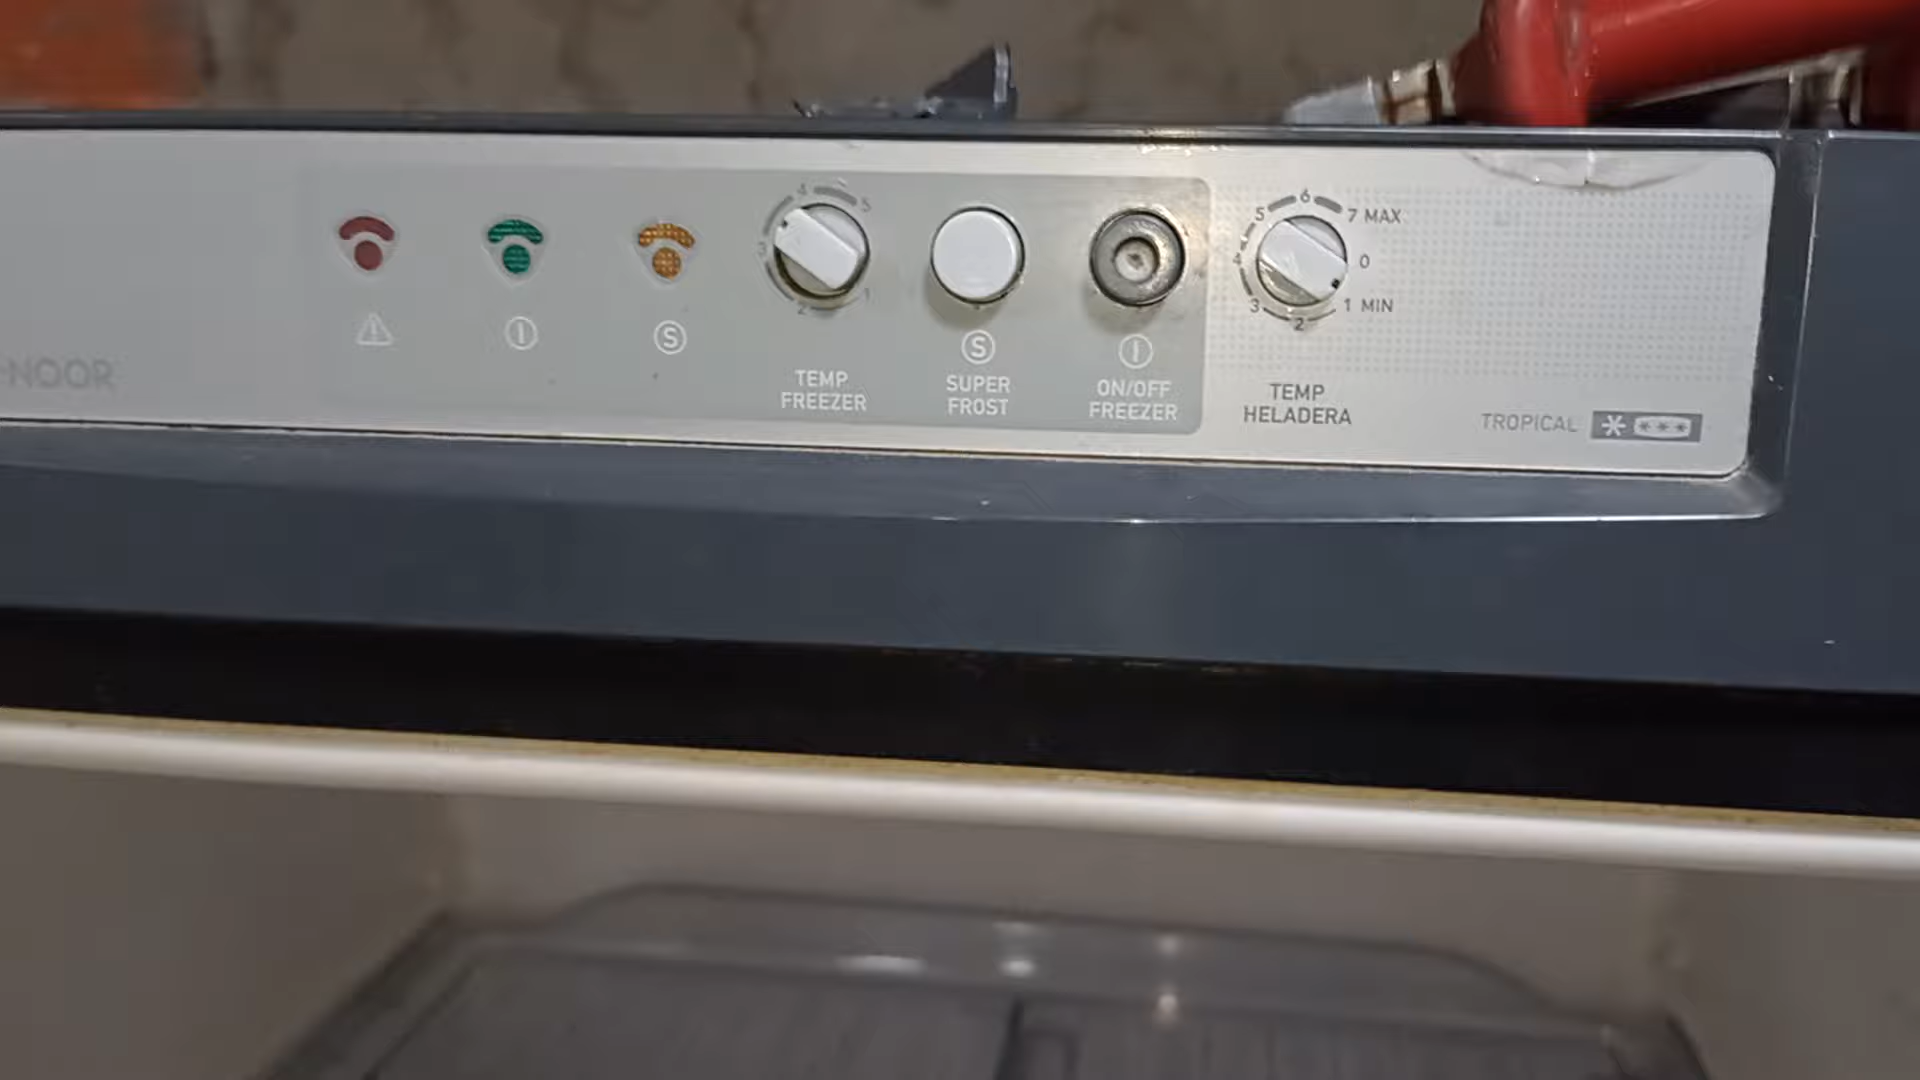 -NOOR
S
4
5
3
1
2
TEMP
FREEZER
S
SUPER
FROST
ON/OFF
FREEZER
6
5
7 MAX
4
0
3
1 MIN
2
TEMP
HELADERA
TROPICAL